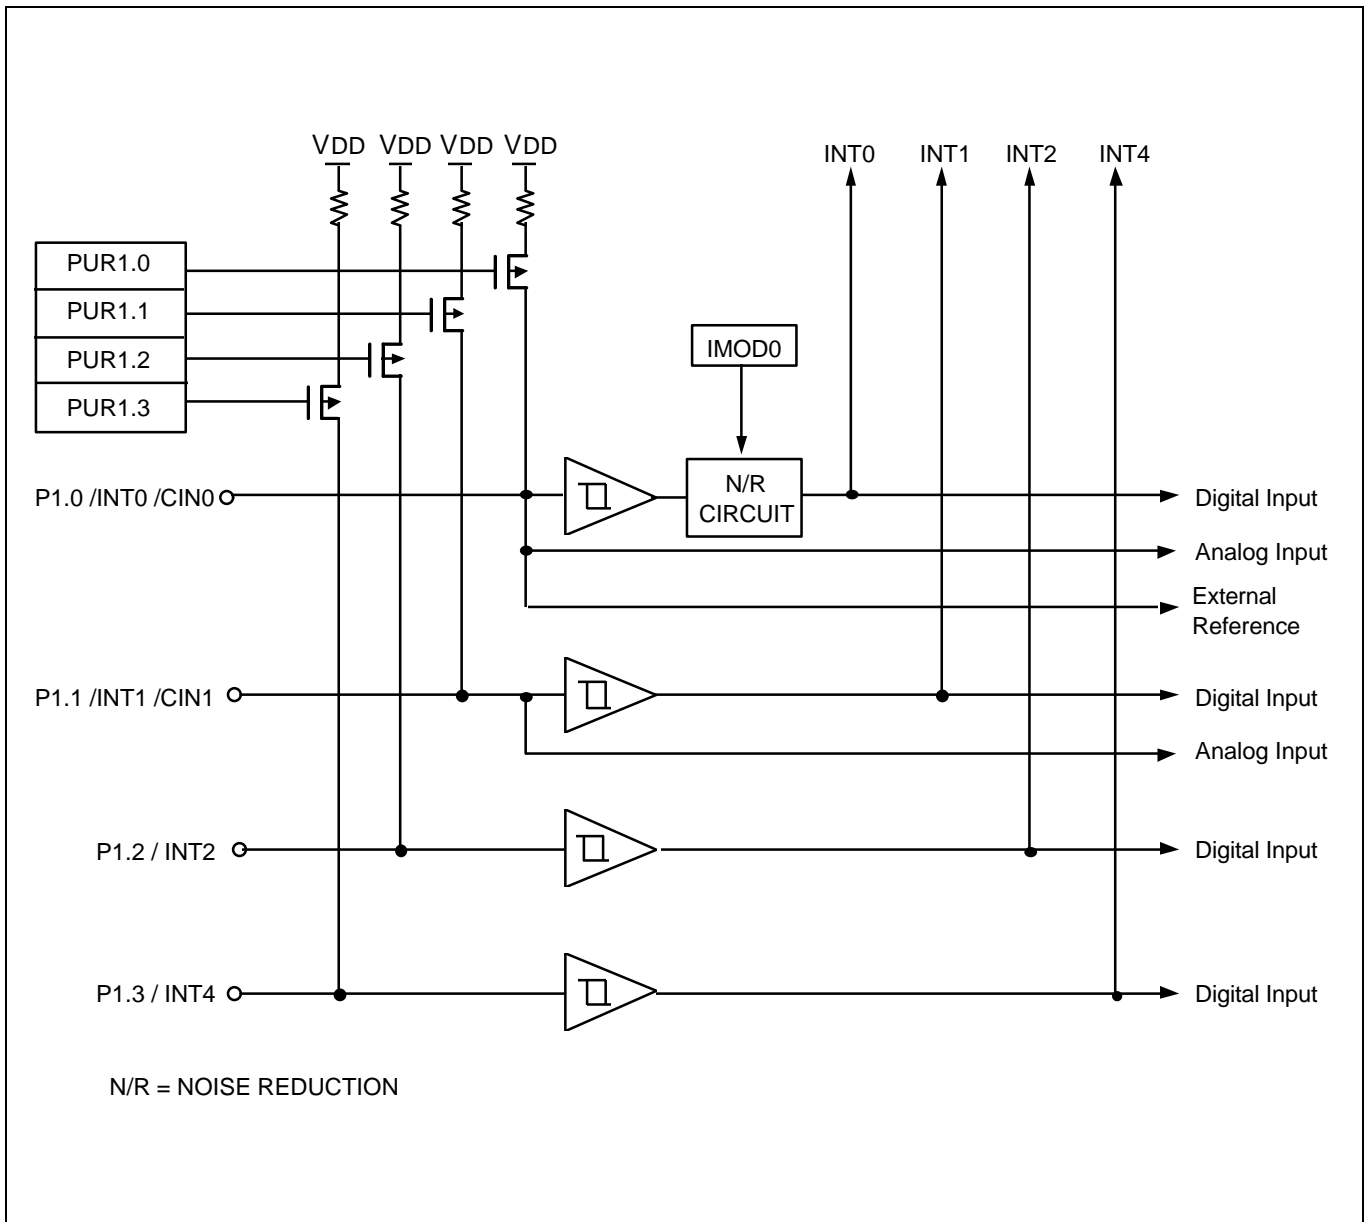 VDD VDD VDD VDD
INT0 INT1 INT2 INT4
PUR1.0
PUR1.1
PUR1.2
PUR1.3
IMOD0
P1.0 /INT0 /CIN0
N/R
CIRCUIT
Digital Input
Analog Input
External
Reference
P1.1 /INT1 /CIN1
Digital Input
Analog Input
P1.2 / INT2
Digital Input
P1.3 / INT4
Digital Input
N/R = NOISE REDUCTION